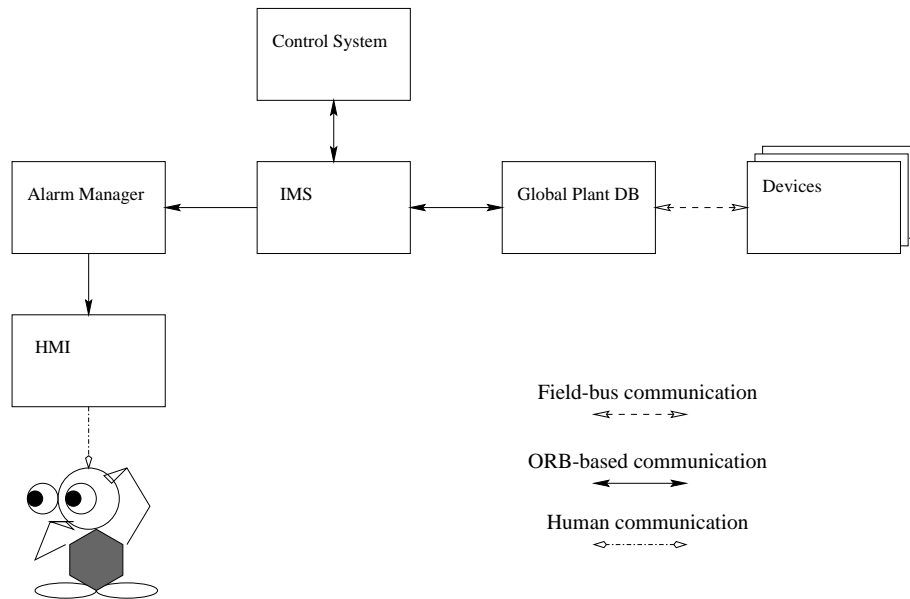 Control System
Alarm Manager
IMS
Global Plant DB
Devices
HMI
Field-bus communication
ORB-based communication
Human communication